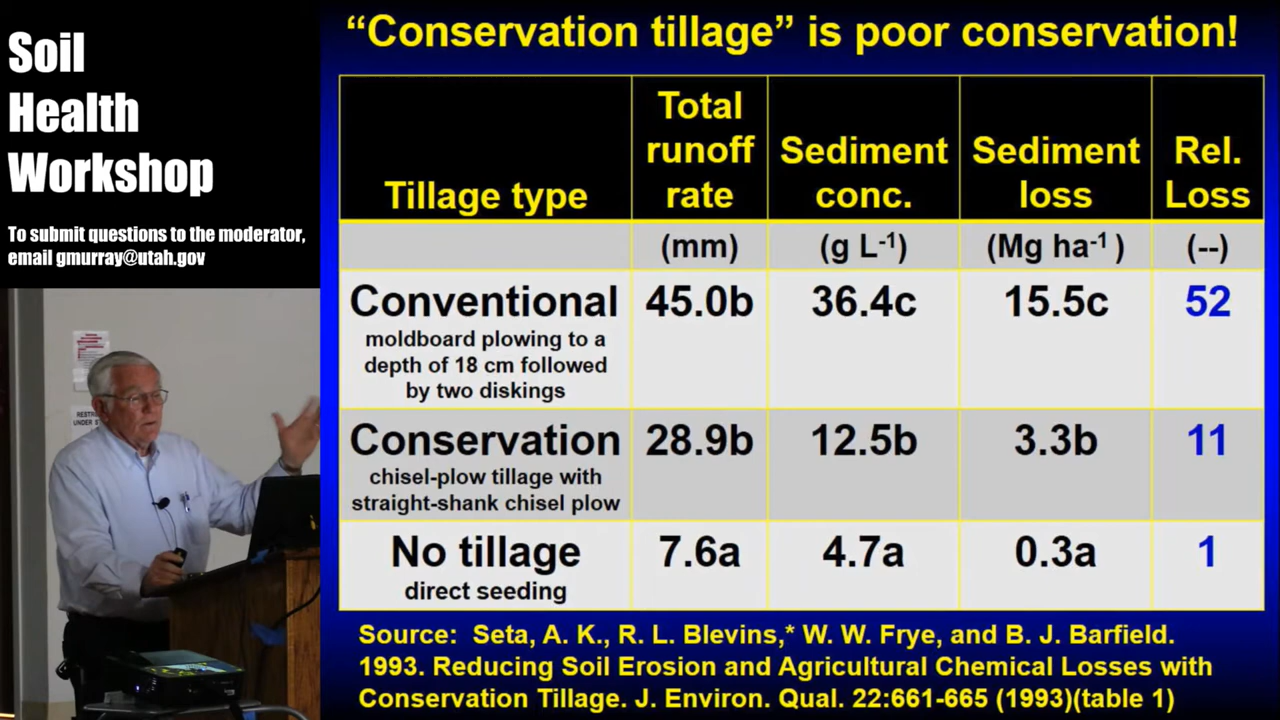 Soil
Health
Workshop
To submit questions to the moderator,
email gmurray@utah.gov
RESTRE
UNDER S
“Conservation tillage” is poor conservation!
Tillage type
Total
runoff
rate
Sediment
conc.
Sediment
loss
Rel.
Loss
(mm) (g L-1) (Mg ha-1 ) (--)
Conventional 45.0b 36.4c 15.5c 52
moldboard plowing to a
depth of 18 cm followed
by two diskings
Conservation 28.9b 12.5b 3.3b 11
chisel-plow tillage with
straight-shank chisel plow
No tillage 7.6a 4.7a 0.3a 1
direct seeding
Source: Seta, A. K., R. L. Blevins,* W. W. Frye, and B. J. Barfield.
1993. Reducing Soil Erosion and Agricultural Chemical Losses with
Conservation Tillage. J. Environ. Qual. 22:661-665 (1993)(table 1)